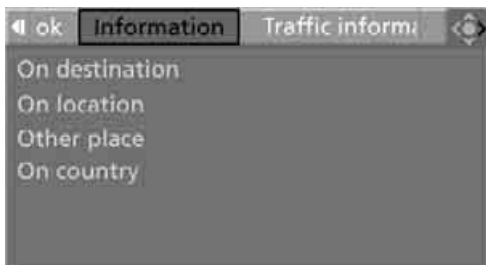 ok Information Traffic informa
On destination
On location
Other place
On country